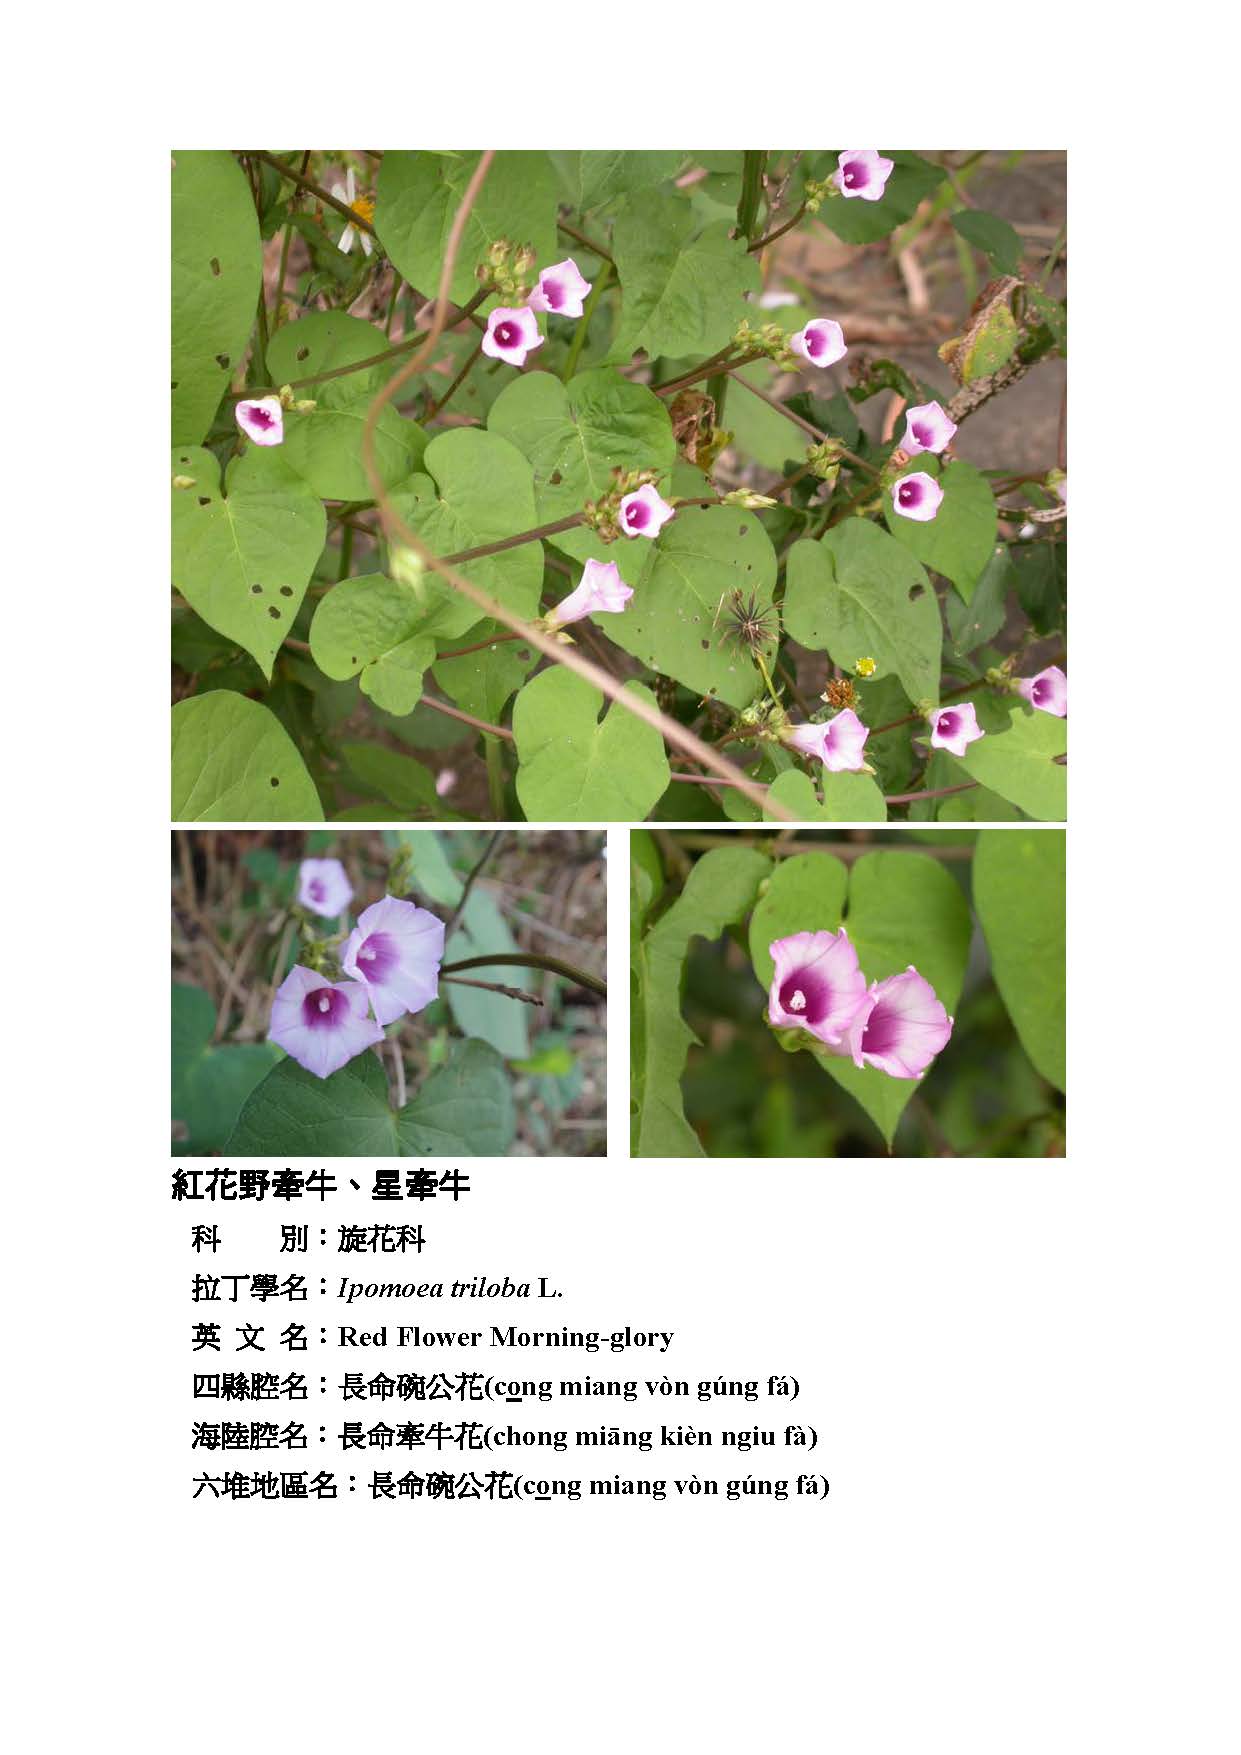 紅花野牽牛、星牽牛
科　　別：旋花科
拉丁學名：Ipomoea triloba L.
英 文 名：Red Flower Morning-glory
四縣腔名：長命碗公花(cong miang vòn gúng fá)
海陸腔名：長命牽牛花(chong miāng kièn ngiu fà)
六堆地區名：長命碗公花(cong miang vòn gúng fá)